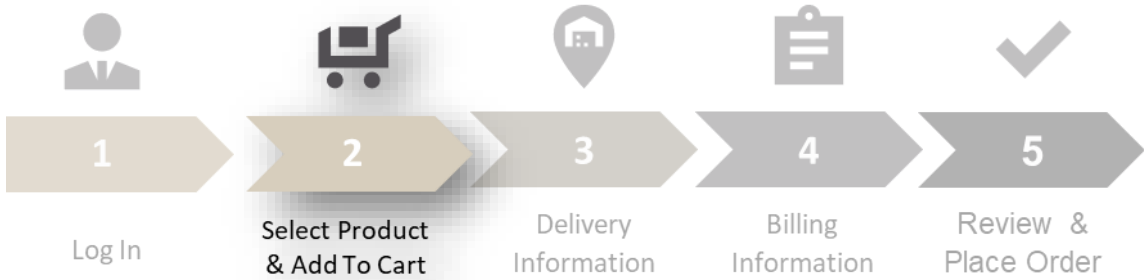 1
2
3
4
5
Log In
Select Product
& Add To Cart
Delivery
Information
Billing
Information
Review &
Place Order